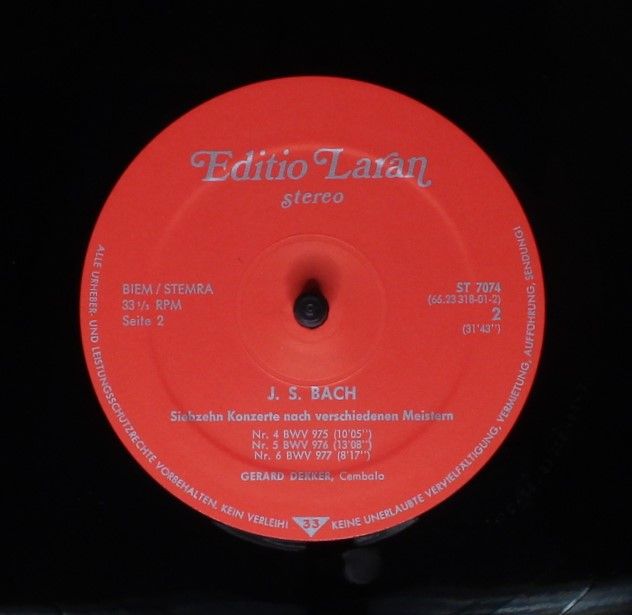 Editio Laran
stereo
BIEM / STEMRA
33 1/3 RPM
Seite 2
ST 7074
(66.23 318-01-2)
2
(31'43'')
J. S. BACH
Siebzehn Konzerte nach verschiedenen Meistern
Nr. 4 BWV 975 (10'05'')
Nr. 5 BWV 976 (13'08'')
Nr. 6 BWV 977 (8'17'')
GERARD DEKKER, Cembalo
ALLE URHEBER- UND LEISTUNGSSCHUTZRECHTE VORBEHALTEN. KEIN VERLEIH! KEINE UNERLAUBTE VERVIELFÄLTIGUNG, VERMIETUNG, AUFFÜHRUNG, SENDUNG!
33